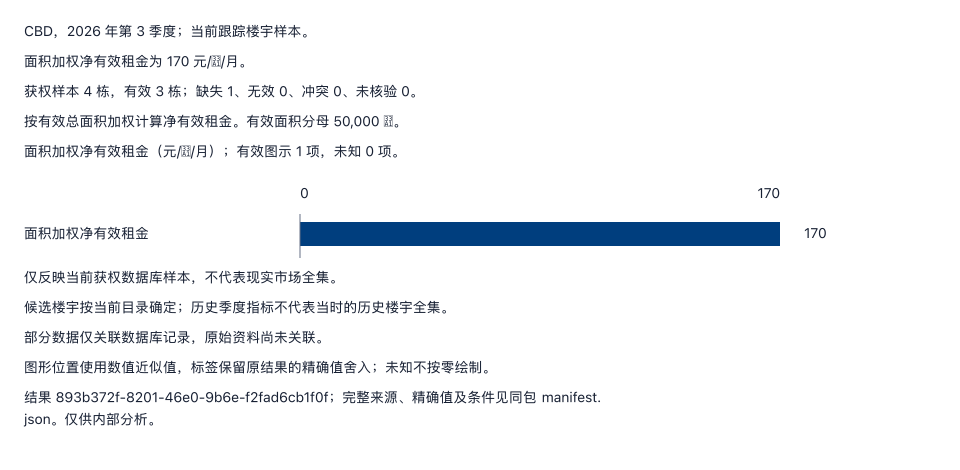 CBD，2026 年第 3 季度；当前跟踪楼宇样本。
面积加权净有效租金为 170 元/㎡/月。
获权样本 4 栋，有效 3 栋；缺失 1、无效 0、冲突 0、未核验 0。
按有效总面积加权计算净有效租金。有效面积分母 50,000 ㎡。
面积加权净有效租金（元/㎡/月）；有效图示 1 项，未知 0 项。
0 170
面积加权净有效租金 170
仅反映当前获权数据库样本，不代表现实市场全集。
候选楼宇按当前目录确定；历史季度指标不代表当时的历史楼宇全集。
部分数据仅关联数据库记录，原始资料尚未关联。
图形位置使用数值近似值，标签保留原结果的精确值舍入；未知不按零绘制。
结果 893b372f-8201-46e0-9b6e-f2fad6cb1f0f；完整来源、精确值及条件见同包 manifest.
json。仅供内部分析。